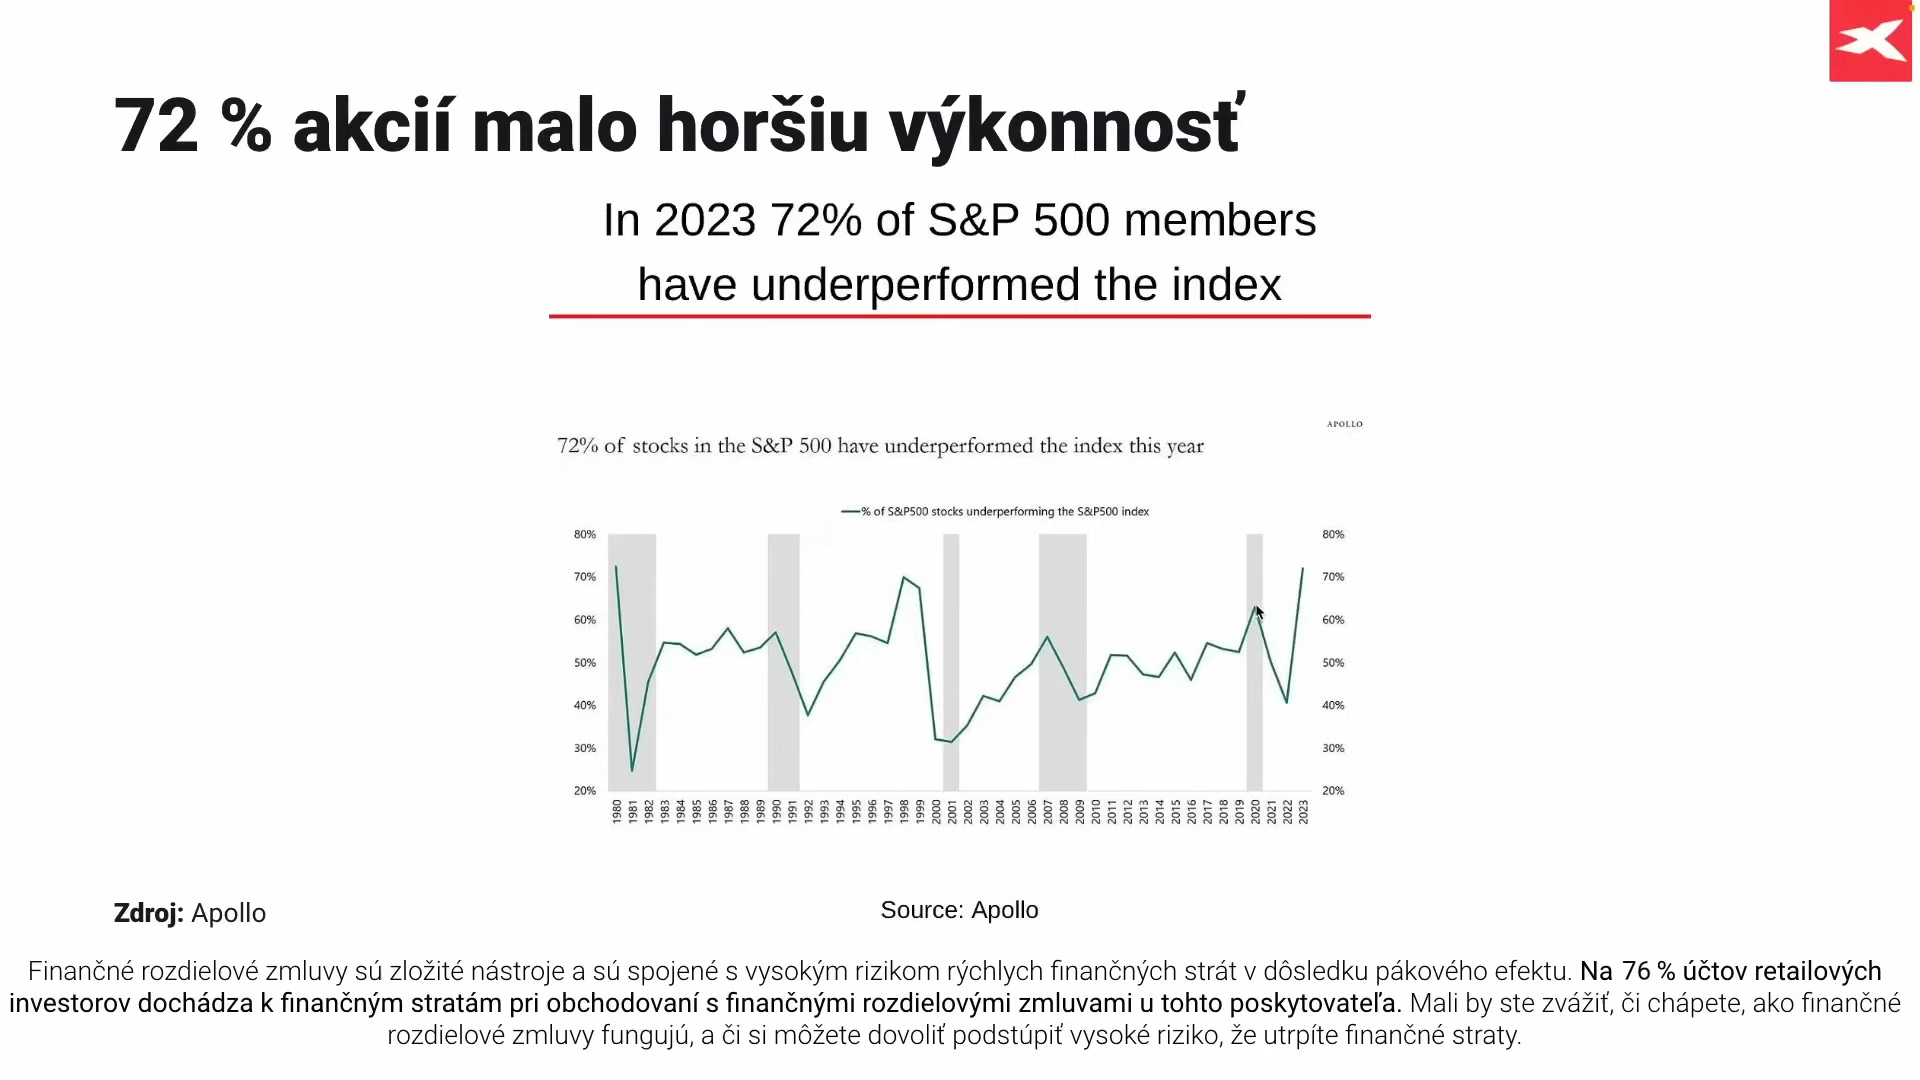 72 % akcií malo horšiu výkonnosť
In 2023 72% of S&P 500 members
have underperformed the index
APOLLO
72% of stocks in the S&P 500 have underperformed the index this year
% of S&P500 stocks underperforming the S&P500 index
80% 80%
70% 70%
60% 60%
50% 50%
40% 40%
30% 30%
20% 20%
1980 1981 1982 1983 1984 1985 1986 1987 1988 1989 1990 1991 1992 1993 1994 1995 1996 1997 1998 1999 2000 2001 2002 2003 2004 2005 2006 2007 2008 2009 2010 2011 2012 2013 2014 2015 2016 2017 2018 2019 2020 2021 2022 2023
Zdroj: Apollo
Source: Apollo
Finančné rozdielové zmluvy sú zložité nástroje a sú spojené s vysokým rizikom rýchlych finančných strát v dôsledku pákového efektu. Na 76 % účtov retailových
investorov dochádza k finančným stratám pri obchodovaní s finančnými rozdielovými zmluvami u tohto poskytovateľa. Mali by ste zvážiť, či chápete, ako finančné
rozdielové zmluvy fungujú, a či si môžete dovoliť podstúpiť vysoké riziko, že utrpíte finančné straty.